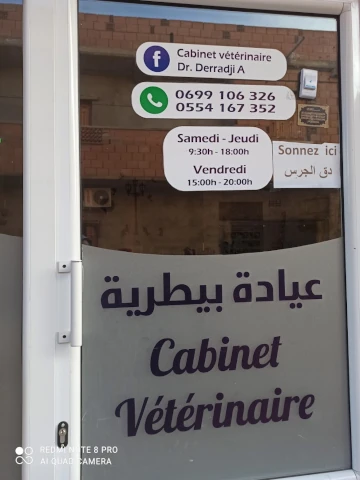 Cabinet vétérinaire
Dr. Derradji A
0699 106 326
0554 167 352
Samedi - Jeudi
9:30h - 18:00h
Vendredi
15:00h - 20:00h
Sonnez ici
دق الجرس
عيادة بيطرية
Cabinet
Vétérinaire
REDMI NOTE 8 PRO
AI QUAD CAMERA